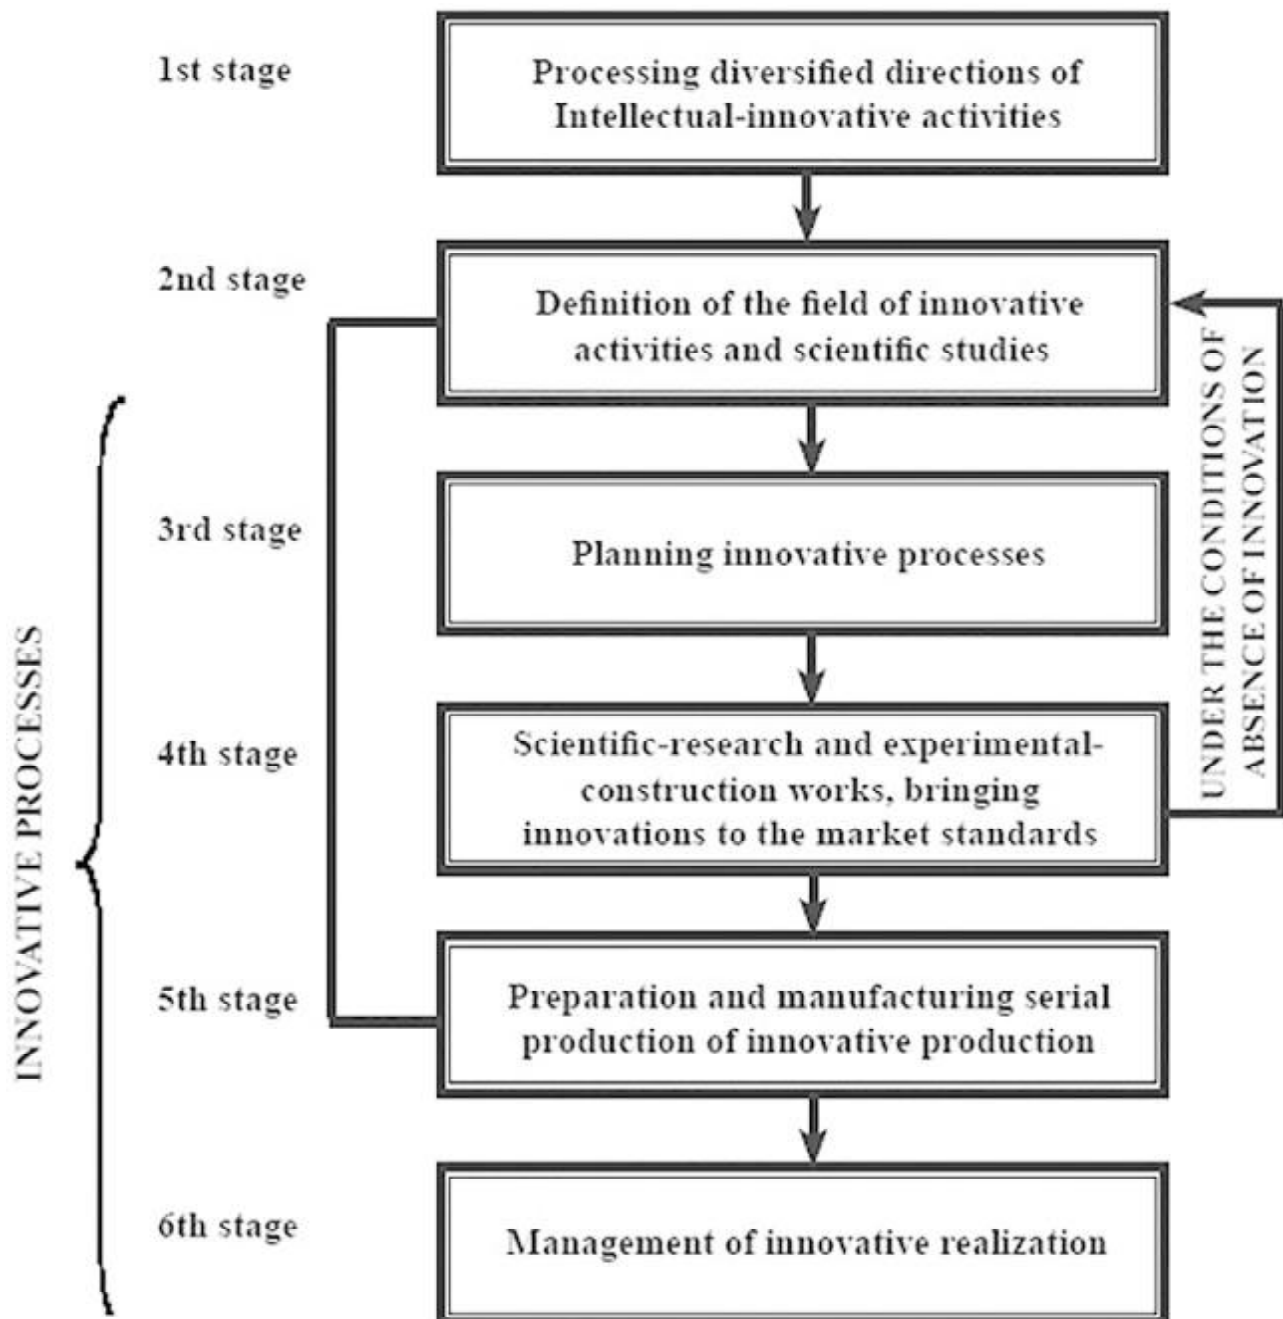 1st stage
Processing diversified directions of
Intellectual-innovative activities
2nd stage
Definition of the field of innovative
activities and scientific studies
3rd stage
Planning innovative processes
4th stage
Scientific-research and experimental-
construction works, bringing
innovations to the market standards
5th stage
Preparation and manufacturing serial
production of innovative production
6th stage
Management of innovative realization
INNOVATIVE PROCESSES
UNDER THE CONDITIONS OF
ABSENCE OF INNOVATION